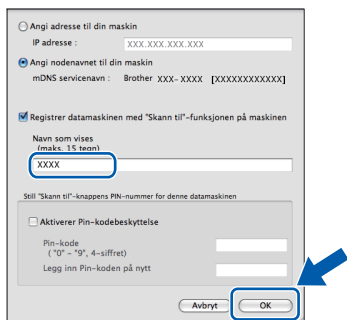 Angi adresse til din maskin
IP adresse : XXX.XXX.XXX.XXX
Angi nodenavnet til din maskin
mDNS servicenavn : Brother XXX-XXXX [XXXXXXXXXXXX]
Registrer datamaskinen med "Skann til"-funksjonen på maskinen
Navn som vises
(maks. 15 tegn)
XXXX
Still "Skann til"-knappens PIN-nummer for denne datamaskinen
Aktiverer Pin-kodebeskyttelse
Pin-kode
( "0" - "9", 4-siffret)
Legg inn Pin-koden på nytt
Avbryt OK